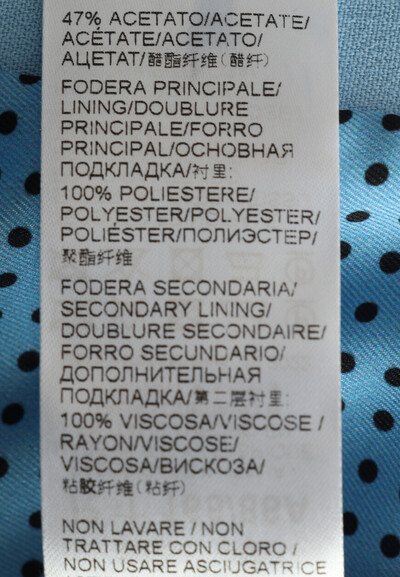 47% ACETATO/ACETATE/
ACÉTATE/ACETATO/
АЦЕТАТ/醋酯纤维(醋纤)
FODERA PRINCIPALE/
LINING/DOUBLURE
PRINCIPALE/FORRO
PRINCIPAL/ОСНОВНАЯ
ПОДКЛАДКА/衬里:
100% POLIESTERE/
POLYESTER/POLYESTER/
POLIÉSTER/ПОЛИЭСТЕР/
聚酯纤维
FODERA SECONDARIA/
SECONDARY LINING/
DOUBLURE SECONDAIRE/
FORRO SECUNDARIO/
ДОПОЛНИТЕЛЬНАЯ
ПОДКЛАДКА/第二层衬里:
100% VISCOSA/VISCOSE /
RAYON/VISCOSE/
VISCOSA/ВИСКОЗА/
粘胶纤维(粘纤)
NON LAVARE / NON
TRATTARE CON CLORO /
NON USARE ASCIUGATRICE